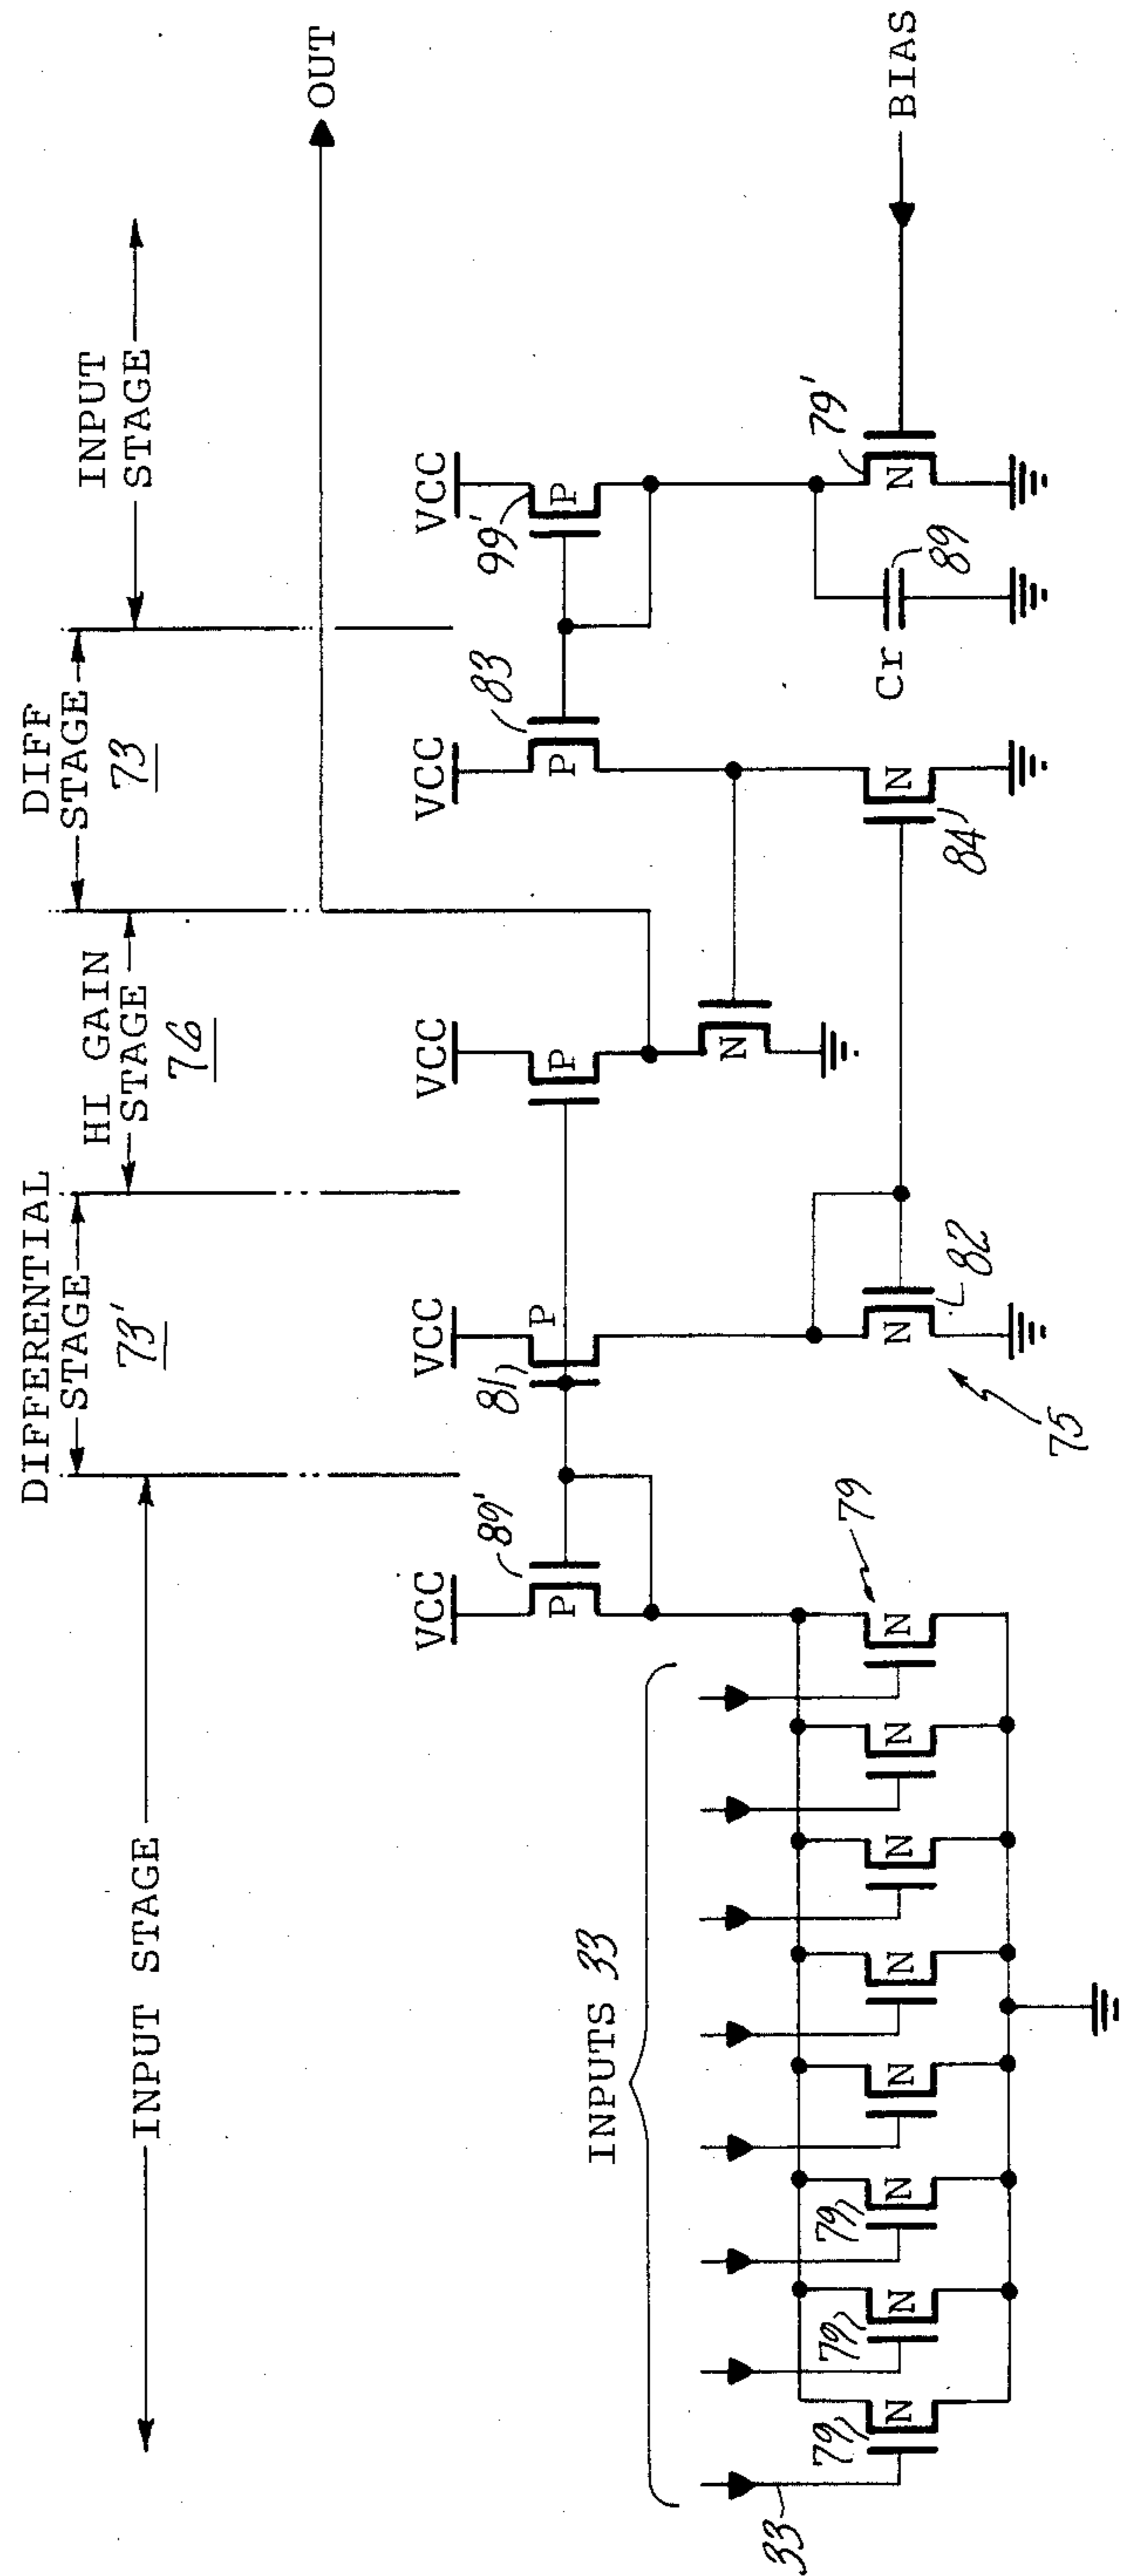 INPUT STAGE
DIFFERENTIAL
STAGE
73'
HI GAIN
STAGE
76
DIFF
STAGE
73
INPUT
STAGE
OUT
VCC
VCC
VCC
VCC
VCC
89'
P
81
P
P
83
P
99'
P
INPUTS 33
33
79
N
79
N
79
N
N
N
N
N
79
N
75
N
82
N
84
N
Cr
89
79'
N
BIAS